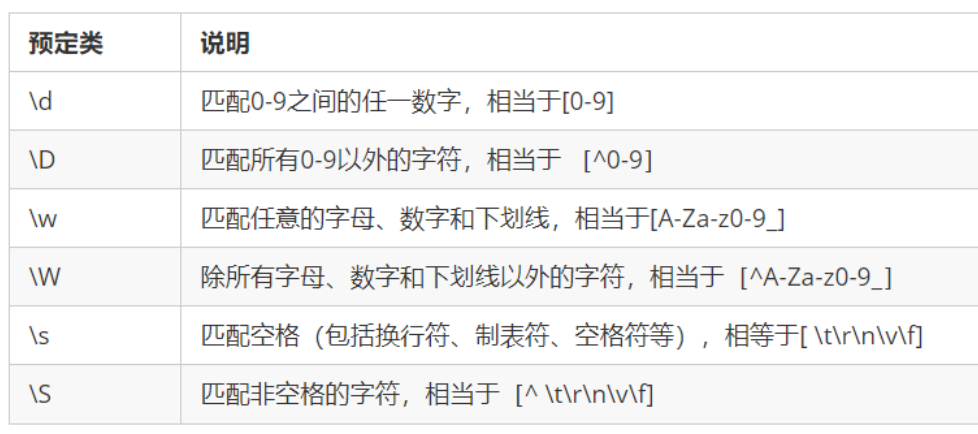 预定类 说明
\d 匹配0-9之间的任一数字，相当于[0-9]
\D 匹配所有0-9以外的字符，相当于 [^0-9]
\w 匹配任意的字母、数字和下划线，相当于[A-Za-z0-9_]
\W 除所有字母、数字和下划线以外的字符，相当于 [^A-Za-z0-9_]
\s 匹配空格（包括换行符、制表符、空格符等），相等于[ \t\r\n\v\f]
\S 匹配非空格的字符，相当于 [^ \t\r\n\v\f]